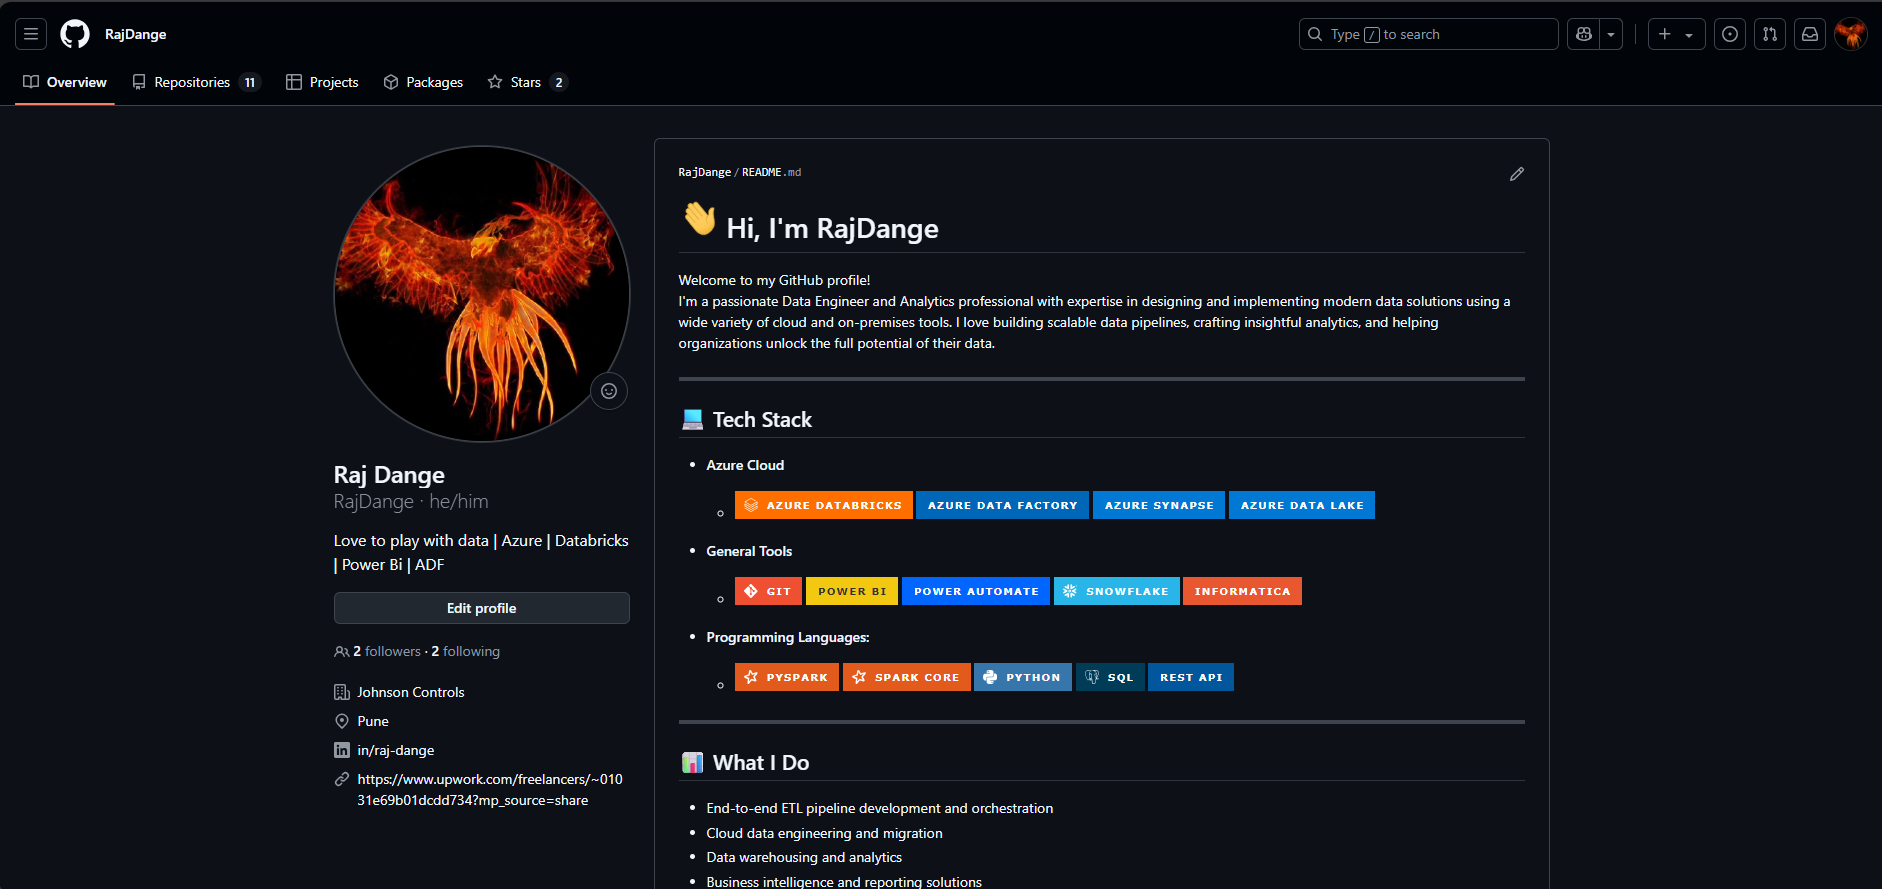 RajDange
Type / to search
Overview
Repositories 11
Projects
Packages
Stars 2
Raj Dange
RajDange · he/him
Love to play with data | Azure | Databricks
| Power Bi | ADF
Edit profile
2 followers · 2 following
Johnson Controls
Pune
in/raj-dange
https://www.upwork.com/freelancers/~010
31e69b01dcdd734?mp_source=share
RajDange / README.md
👋 Hi, I'm RajDange
Welcome to my GitHub profile!
I'm a passionate Data Engineer and Analytics professional with expertise in designing and implementing modern data solutions using a
wide variety of cloud and on-premises tools. I love building scalable data pipelines, crafting insightful analytics, and helping
organizations unlock the full potential of their data.
💻 Tech Stack
• Azure Cloud
AZURE DATABRICKS AZURE DATA FACTORY AZURE SYNAPSE AZURE DATA LAKE
• General Tools
GIT POWER BI POWER AUTOMATE SNOWFLAKE INFORMATICA
• Programming Languages:
PYSPARK SPARK CORE PYTHON SQL REST API
📊 What I Do
• End-to-end ETL pipeline development and orchestration
• Cloud data engineering and migration
• Data warehousing and analytics
• Business intelligence and reporting solutions